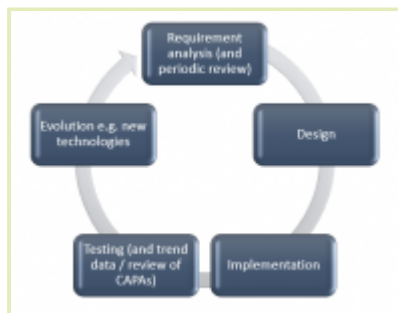 Requirement
analysis (and
periodic review)
Design
Implementation
Testing (and trend
data / review of
CAPAs)
Evolution e.g. new
technologies